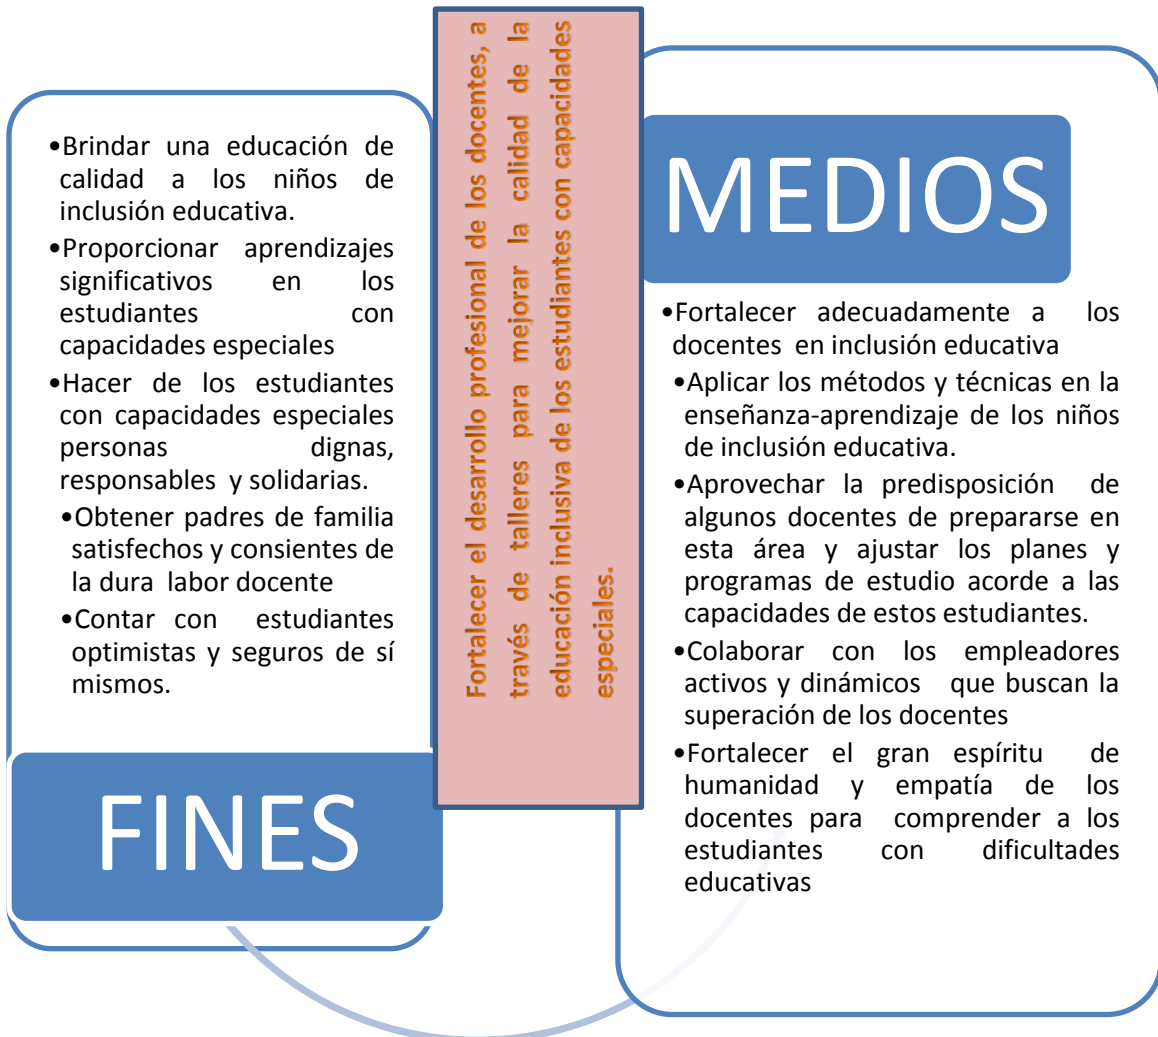 •Brindar una educación de
calidad a los niños de
inclusión educativa.
•Proporcionar aprendizajes
significativos en los
estudiantes con
capacidades especiales
•Hacer de los estudiantes
con capacidades especiales
personas dignas,
responsables y solidarias.
•Obtener padres de familia
satisfechos y consientes de
la dura labor docente
•Contar con estudiantes
optimistas y seguros de sí
mismos.
FINES
Fortalecer el desarrollo profesional de los docentes, a
través de talleres para mejorar la calidad de la
educación inclusiva de los estudiantes con capacidades
especiales.
MEDIOS
•Fortalecer adecuadamente a los
docentes en inclusión educativa
•Aplicar los métodos y técnicas en la
enseñanza-aprendizaje de los niños
de inclusión educativa.
•Aprovechar la predisposición de
algunos docentes de prepararse en
esta área y ajustar los planes y
programas de estudio acorde a las
capacidades de estos estudiantes.
•Colaborar con los empleadores
activos y dinámicos que buscan la
superación de los docentes
•Fortalecer el gran espíritu de
humanidad y empatía de los
docentes para comprender a los
estudiantes con dificultades
educativas